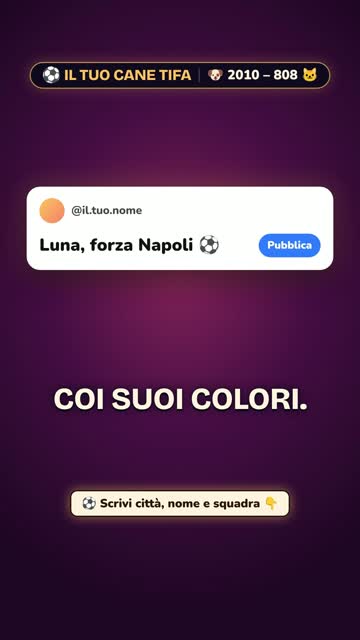 ⚽ IL TUO CANE TIFA | 🐶 2010 – 808 🐱
@il.tuo.nome
Luna, forza Napoli ⚽
Pubblica
COI SUOI COLORI.
⚽ Scrivi città, nome e squadra 👇